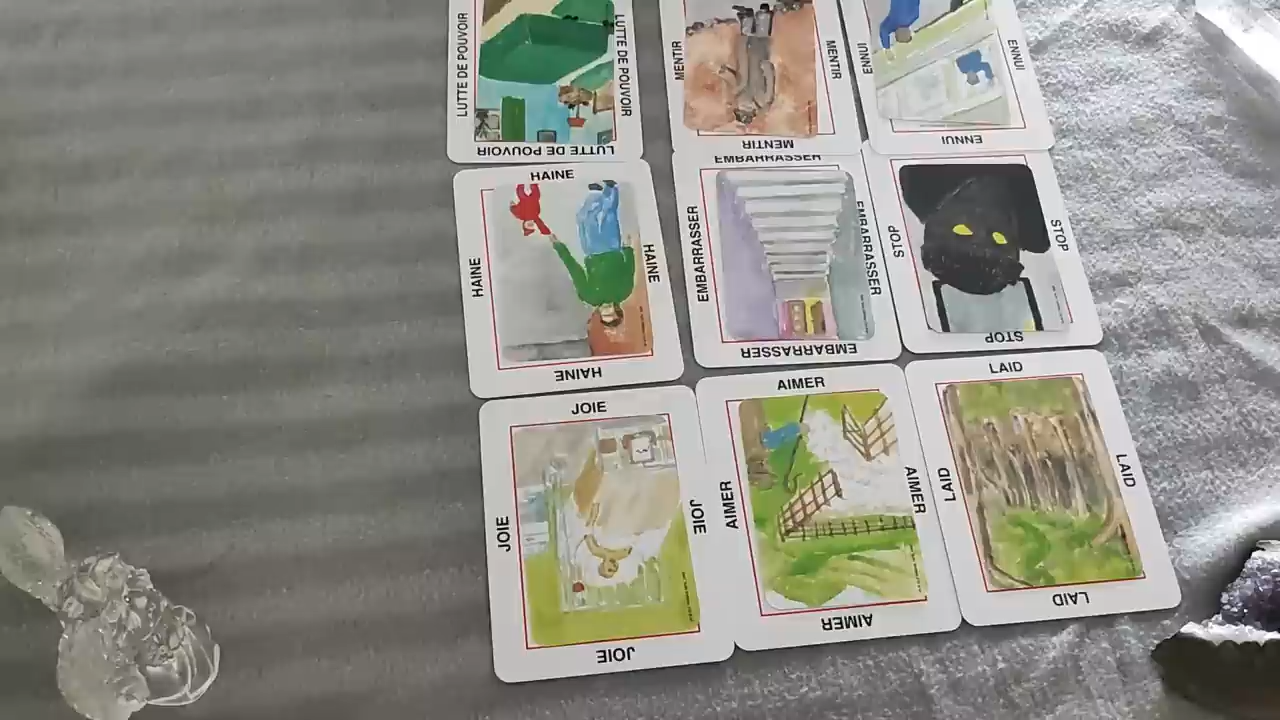 LUTTE DE POUVOIR
LUTTE DE POUVOIR
LUTTE DE POUVOIR
MENTIR
MENTIR
MENTIR
ENNUI
ENNUI
ENNUI
HAINE
HAINE
HAINE
HAINE
EMBARRASSER
EMBARRASSER
EMBARRASSER
EMBARRASSER
STOP
STOP
STOP
JOIE
JOIE
JOIE
JOIE
AIMER
AIMER
AIMER
AIMER
LAID
LAID
LAID
LAID